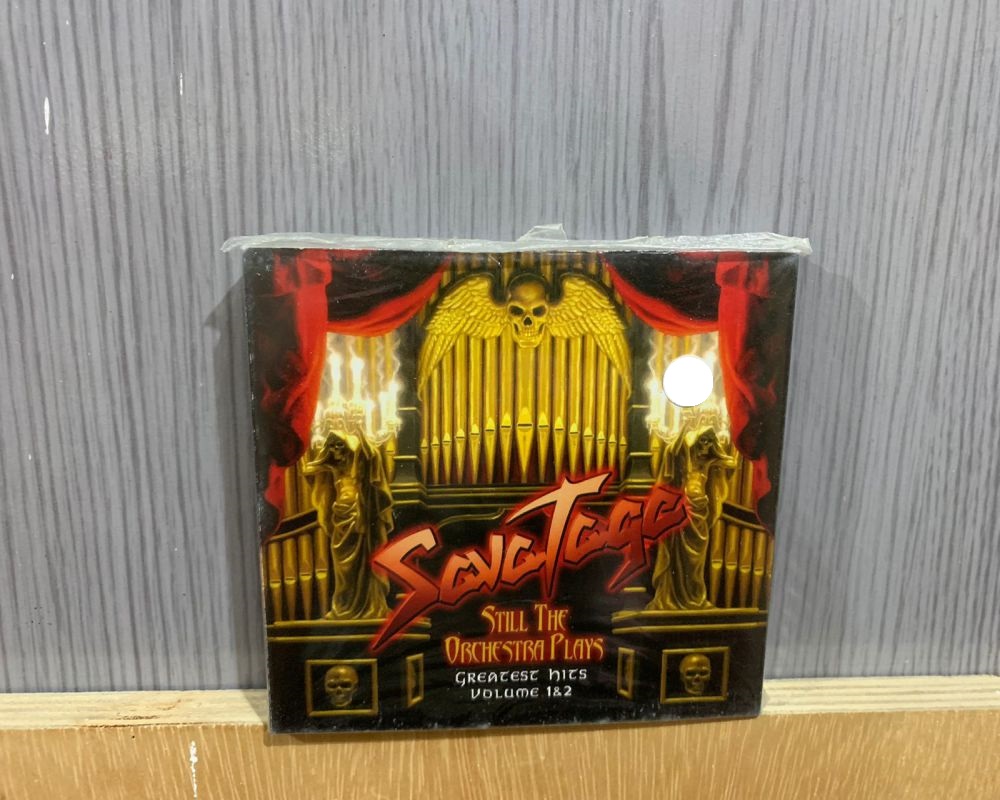 SavaTage
STILL THE
ORCHESTRA PLAYS
GREATEST HITS
VOLUME 1&2